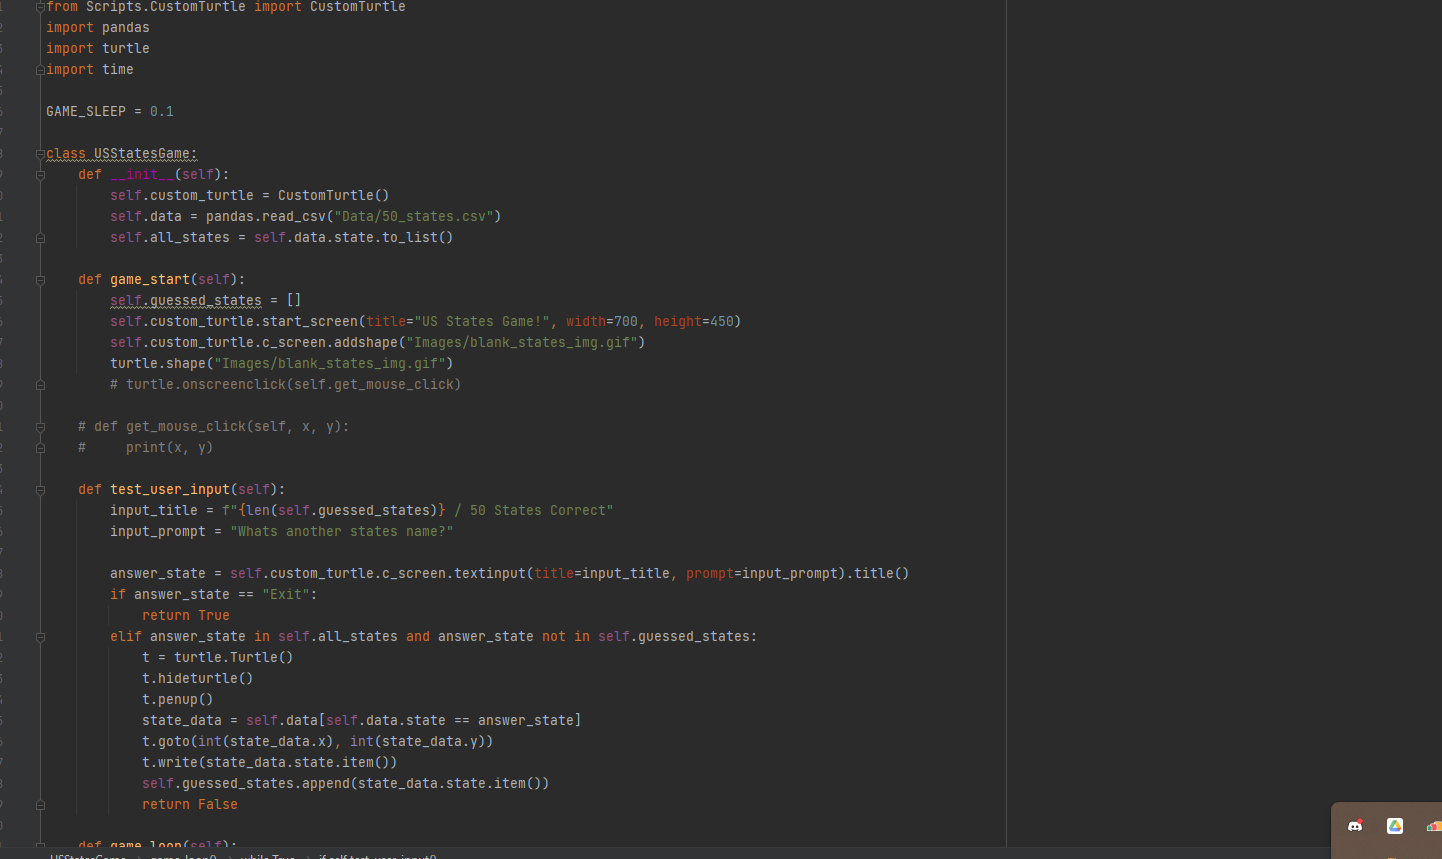 from Scripts.CustomTurtle import CustomTurtle
import pandas
import turtle
import time
GAME_SLEEP = 0.1
class USStatesGame:
def __init__(self):
self.custom_turtle = CustomTurtle()
self.data = pandas.read_csv("Data/50_states.csv")
self.all_states = self.data.state.to_list()
def game_start(self):
self.guessed_states = []
self.custom_turtle.start_screen(title="US States Game!", width=700, height=450)
self.custom_turtle.c_screen.addshape("Images/blank_states_img.gif")
turtle.shape("Images/blank_states_img.gif")
# turtle.onscreenclick(self.get_mouse_click)
# def get_mouse_click(self, x, y):
#     print(x, y)
def test_user_input(self):
input_title = f"{len(self.guessed_states)} / 50 States Correct"
input_prompt = "Whats another states name?"
answer_state = self.custom_turtle.c_screen.textinput(title=input_title, prompt=input_prompt).title()
if answer_state == "Exit":
return True
elif answer_state in self.all_states and answer_state not in self.guessed_states:
t = turtle.Turtle()
t.hideturtle()
t.penup()
state_data = self.data[self.data.state == answer_state]
t.goto(int(state_data.x), int(state_data.y))
t.write(state_data.state.item())
self.guessed_states.append(state_data.state.item())
return False
def game_loop(self):
USStatesGame > game_loop() > while True > if self.test_user_input()